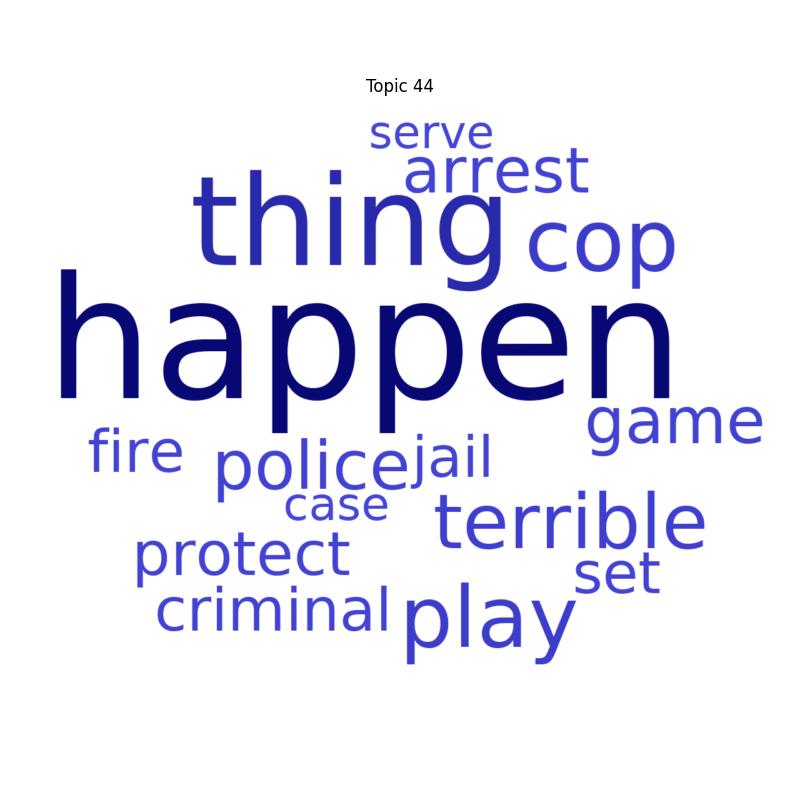 Topic 44
serve
arrest
thing
cop
happen
game
fire
police
jail
case
terrible
protect
set
criminal
play